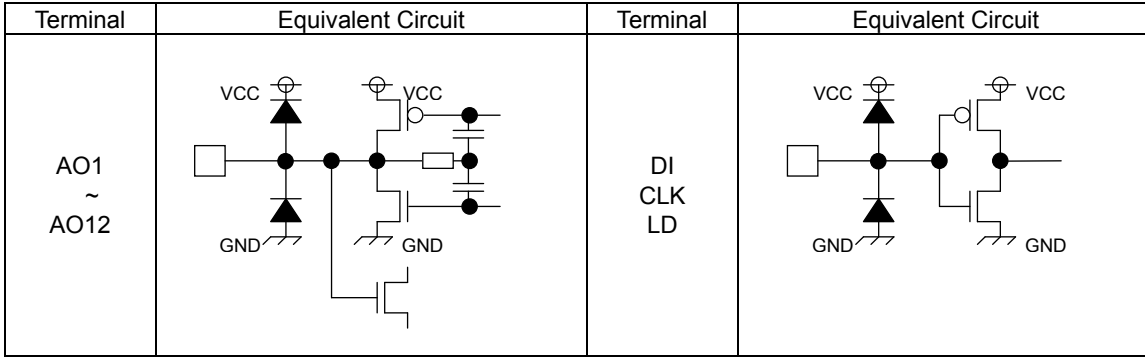 Terminal Equivalent Circuit Terminal Equivalent Circuit
AO1
~
AO12
VCC VCC
GND GND
DI
CLK
LD
VCC VCC
GND GND